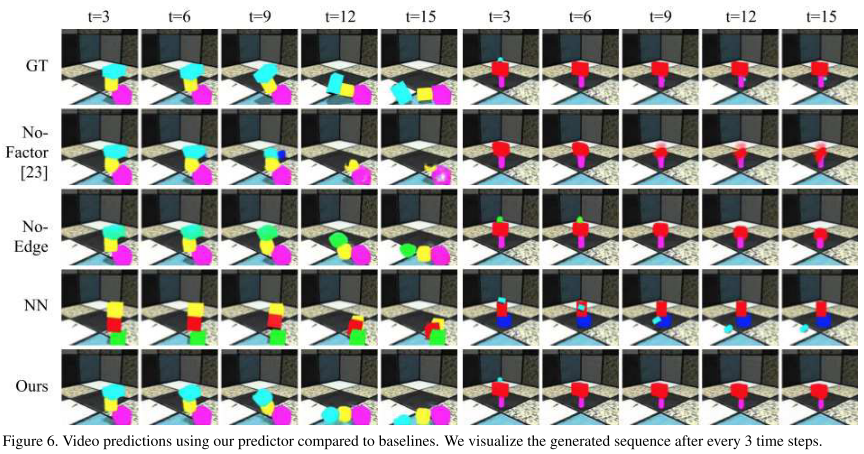 t=3 t=6 t=9 t=12 t=15 t=3 t=6 t=9 t=12 t=15
GT
No-
Factor
[23]
No-
Edge
NN
Ours
Figure 6. Video predictions using our predictor compared to baselines. We visualize the generated sequence after every 3 time steps.